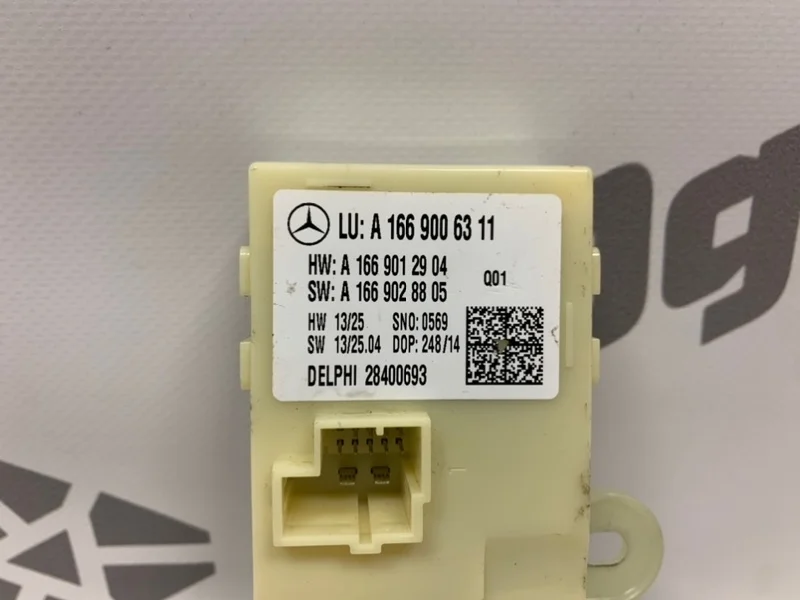 LU: A 166 900 63 11
HW: A 166 901 29 04
SW: A 166 902 88 05
Q01
HW 13/25 SNO: 0569
SW 13/25.04 DOP: 248/14
DELPHI 28400693
ng